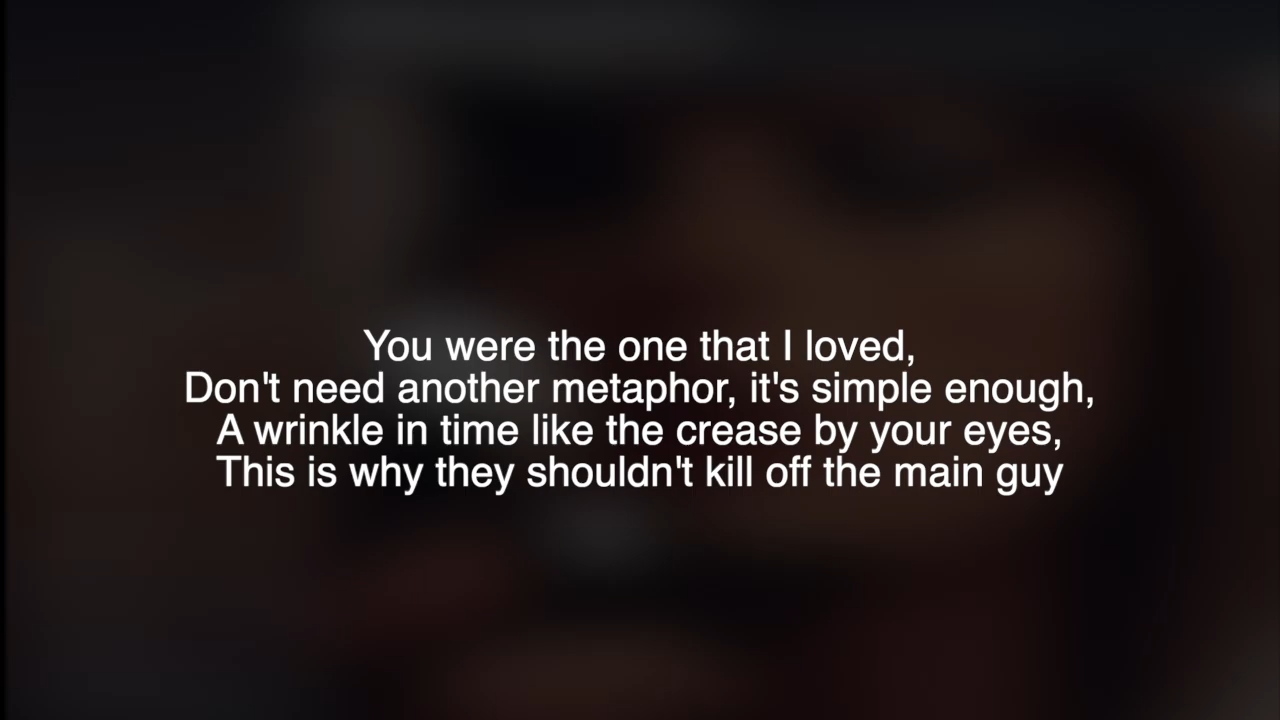 You were the one that I loved,
Don't need another metaphor, it's simple enough,
A wrinkle in time like the crease by your eyes,
This is why they shouldn't kill off the main guy